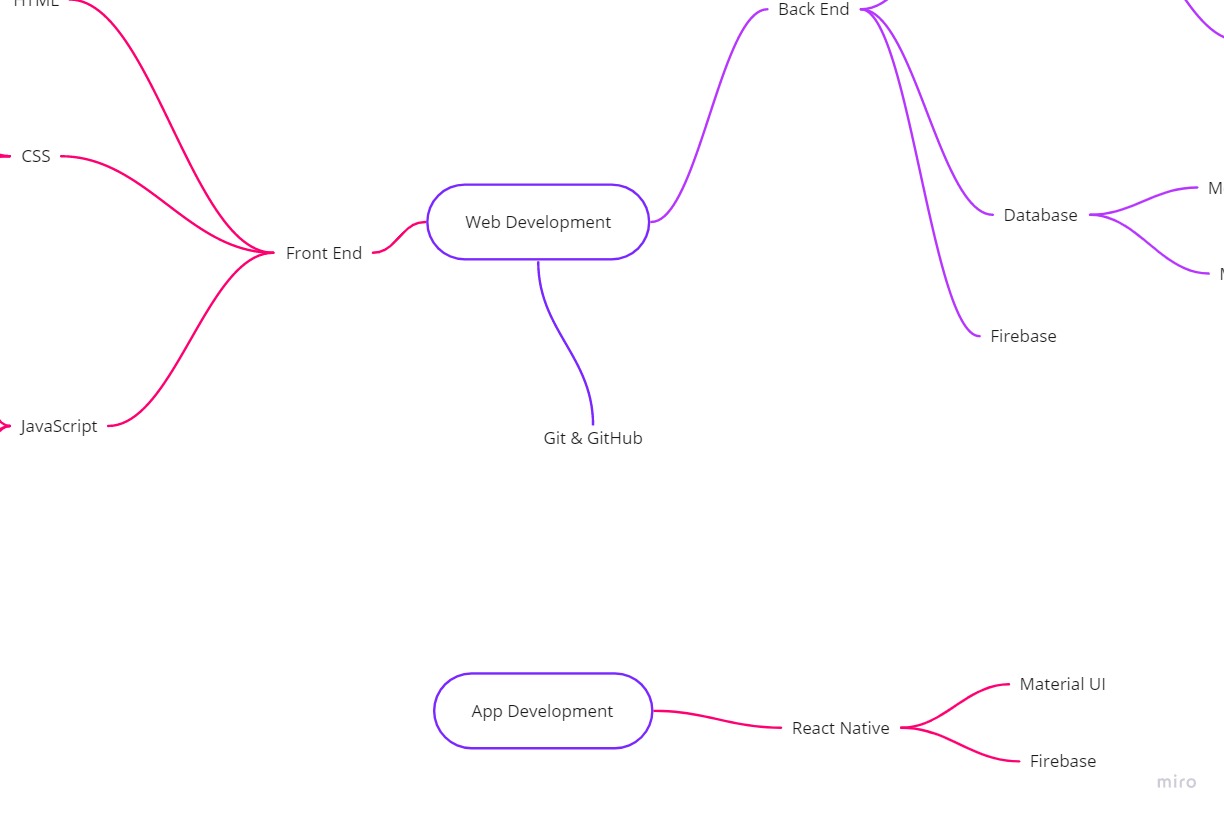 HTML
Back End
CSS
Web Development
Database
Front End
Firebase
JavaScript
Git & GitHub
Material UI
App Development
React Native
Firebase
miro